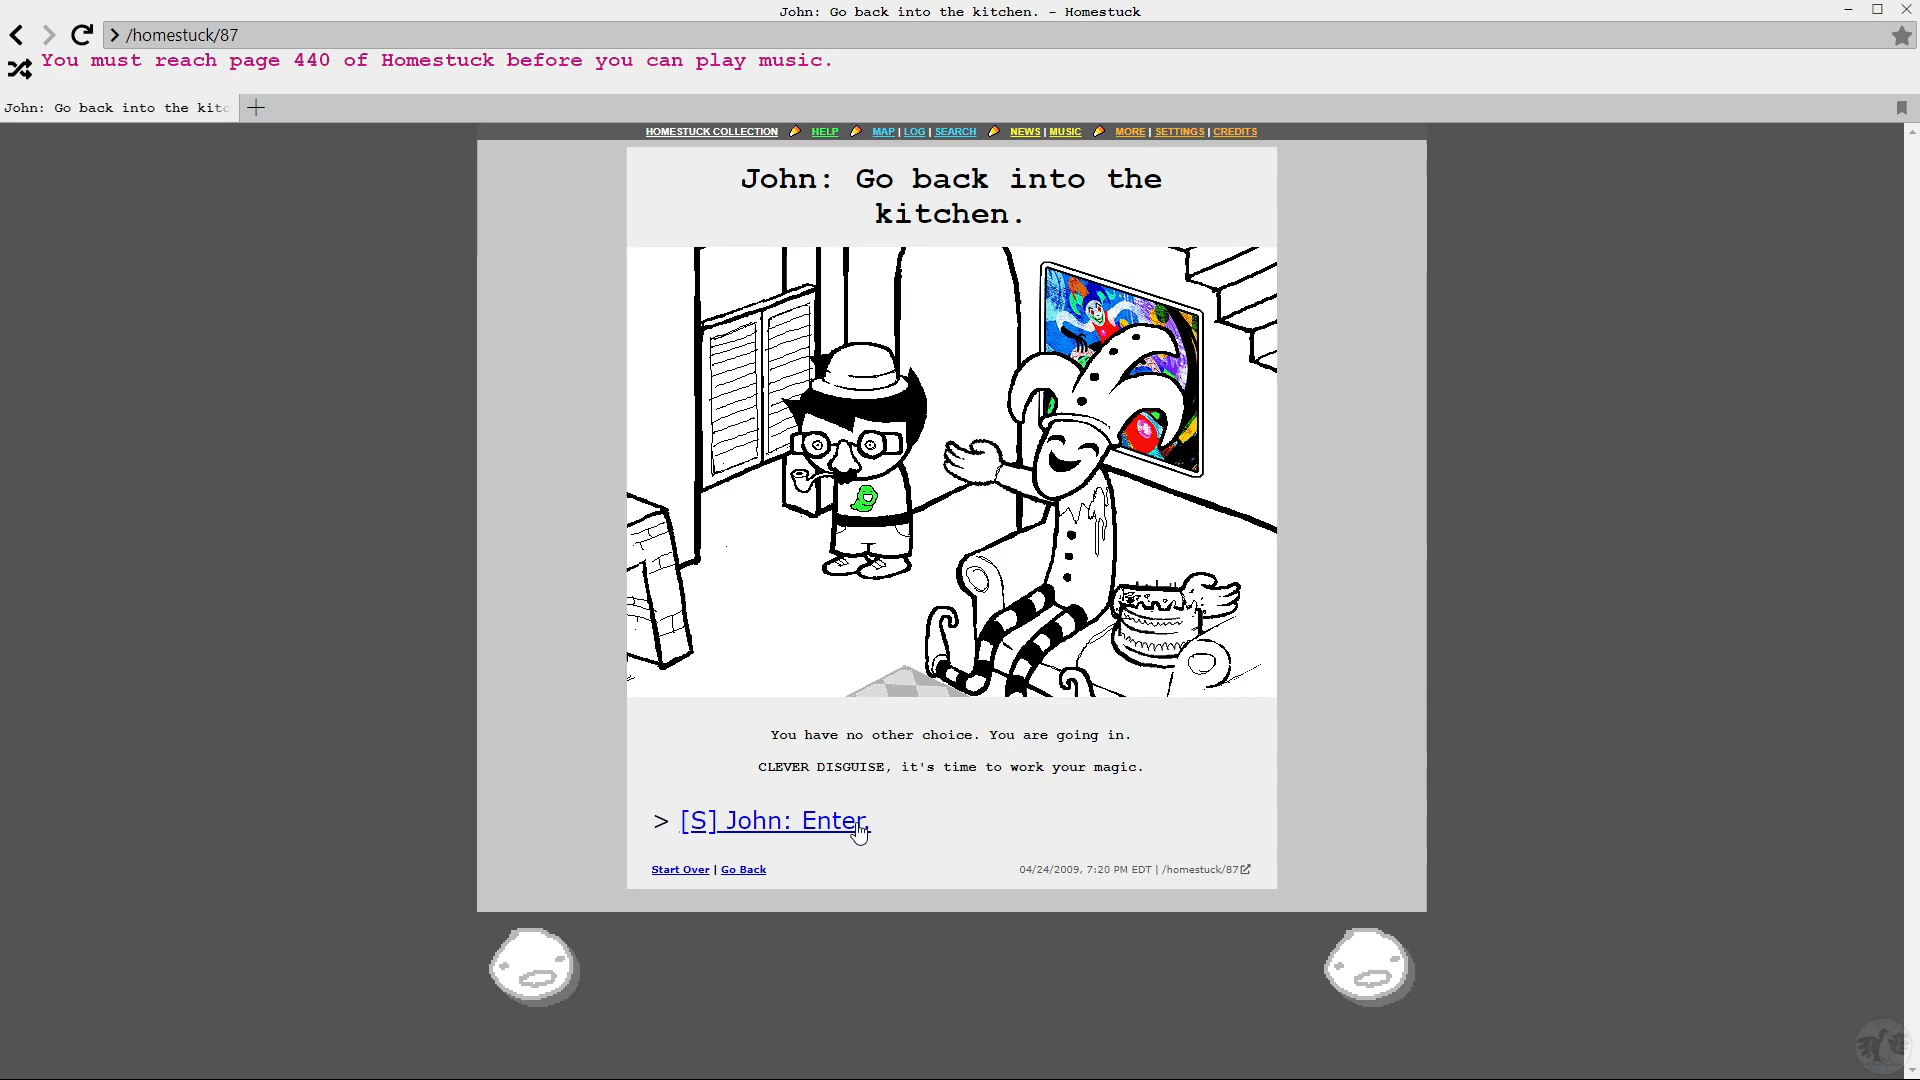 John: Go back into the kitchen. - Homestuck
/homestuck/87
You must reach page 440 of Homestuck before you can play music.
John: Go back into the kitc
HOMESTUCK COLLECTION HELP MAP | LOG | SEARCH NEWS | MUSIC MORE | SETTINGS | CREDITS
John: Go back into the
kitchen.
You have no other choice. You are going in.
CLEVER DISGUISE, it's time to work your magic.
> [S] John: Enter.
Start Over | Go Back 04/24/2009, 7:20 PM EDT | /homestuck/87